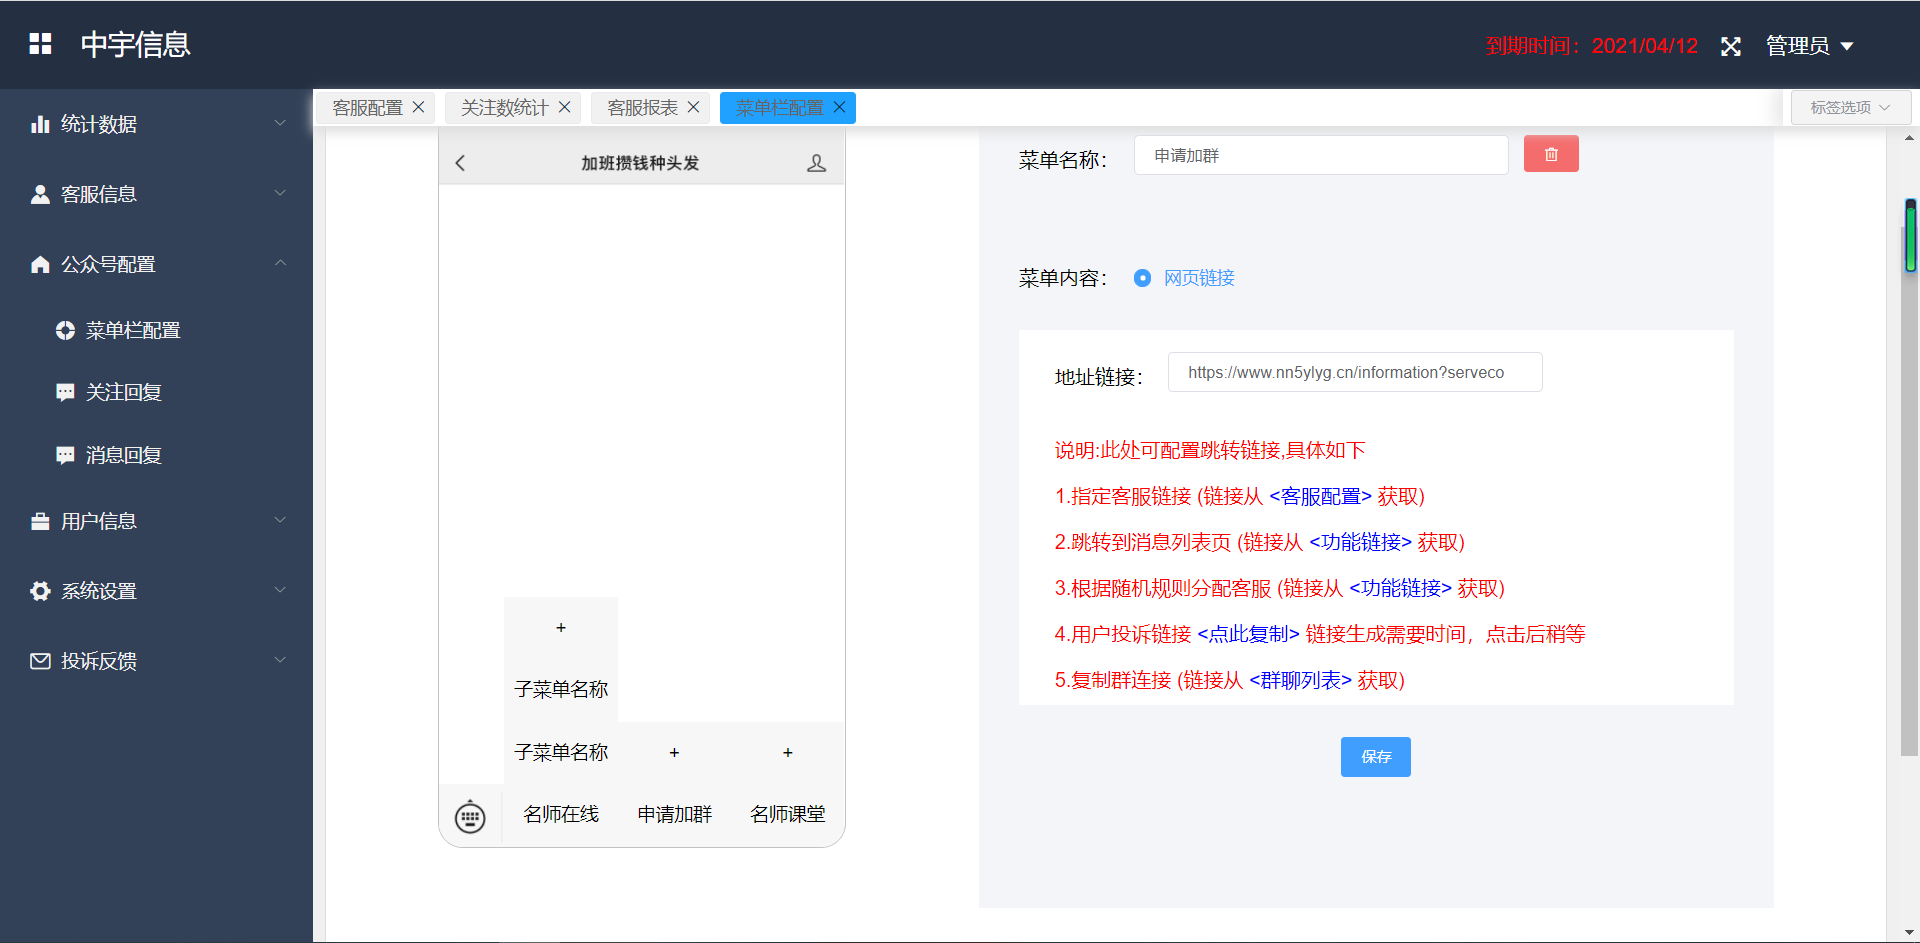 中宇信息
到期时间：2021/04/12
管理员
客服配置
关注数统计
客服报表
菜单栏配置
标签选项
统计数据
客服信息
公众号配置
菜单栏配置
关注回复
消息回复
用户信息
系统设置
投诉反馈
加班攒钱种头发
+
子菜单名称
子菜单名称
+
+
名师在线
申请加群
名师课堂
菜单名称：
申请加群
菜单内容：
网页链接
地址链接：
https://www.nn5ylyg.cn/information?serveco
说明:此处可配置跳转链接,具体如下
1.指定客服链接 (链接从 <客服配置> 获取)
2.跳转到消息列表页 (链接从 <功能链接> 获取)
3.根据随机规则分配客服 (链接从 <功能链接> 获取)
4.用户投诉链接 <点此复制> 链接生成需要时间，点击后稍等
5.复制群连接 (链接从 <群聊列表> 获取)
保存